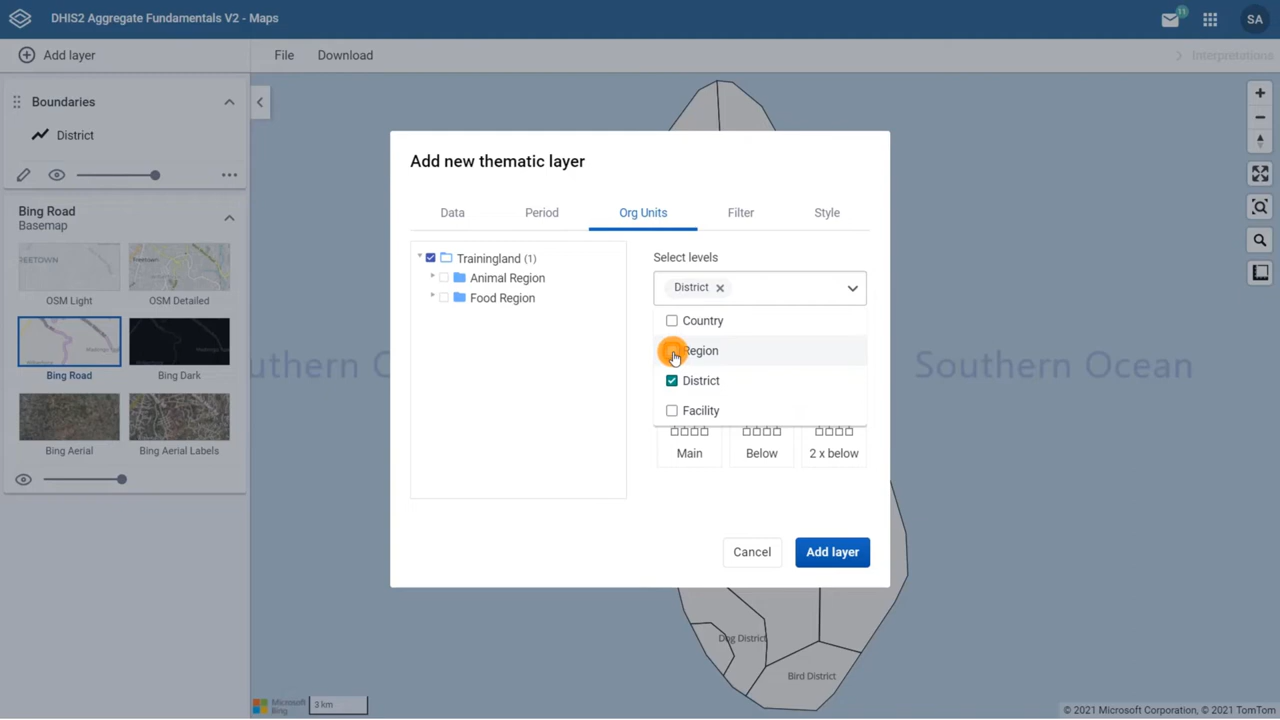 DHIS2 Aggregate Fundamentals V2 - Maps
11
SA
Add layer
File
Download
Interpretations
Boundaries
District
Bing Road
Basemap
OSM Light
OSM Detailed
Bing Road
Bing Dark
Bing Aerial
Bing Aerial Labels
Add new thematic layer
Data
Period
Org Units
Filter
Style
Trainingland (1)
Animal Region
Food Region
Select levels
District
Country
Region
District
Facility
Main
Below
2 x below
Cancel
Add layer
uthern Oc
Southern Ocean
Dog District
Bird District
Microsoft
Bing
3 km
© 2021 Microsoft Corporation, © 2021 TomTom